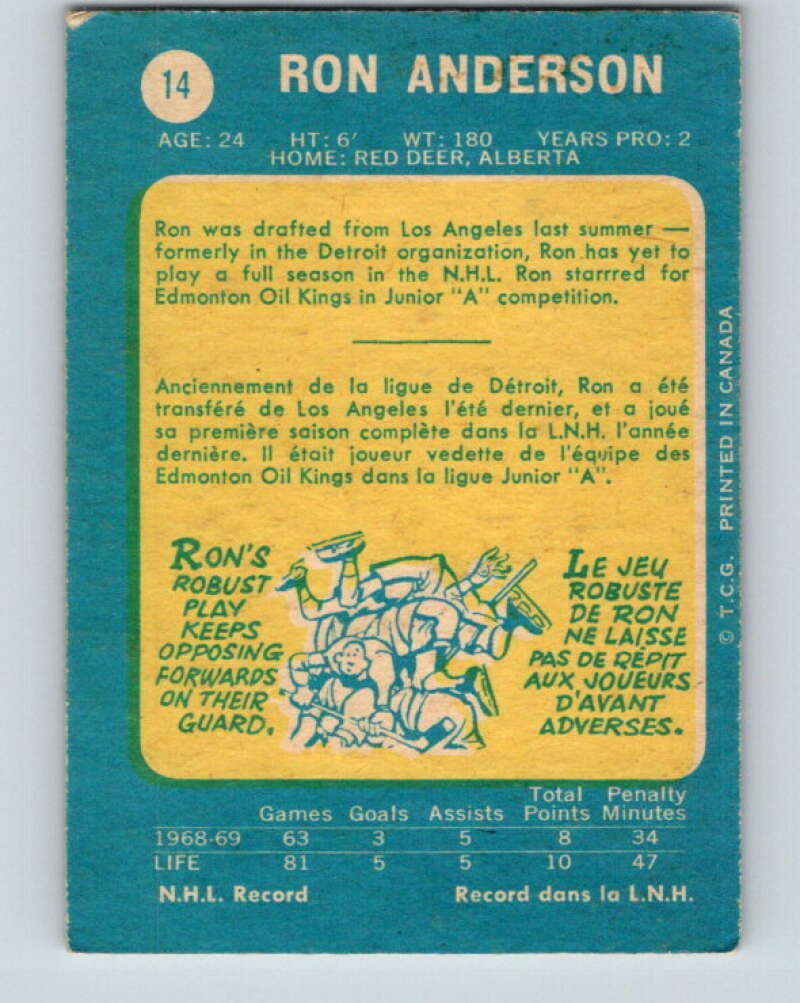 14
RON ANDERSON
AGE: 24 HT: 6′ WT: 180 YEARS PRO: 2
HOME: RED DEER, ALBERTA
Ron was drafted from Los Angeles last summer —
formerly in the Detroit organization, Ron has yet to
play a full season in the N.H.L. Ron starrred for
Edmonton Oil Kings in Junior "A" competition.
Anciennement de la ligue de Détroit, Ron a été
transféré de Los Angeles l'été dernier, et a joué
sa première saison complète dans la L.N.H. l'année
dernière. Il était joueur vedette de l'équipe des
Edmonton Oil Kings dans la ligue Junior "A".
RON'S
ROBUST
PLAY
KEEPS
OPPOSING
FORWARDS
ON THEIR
GUARD.
LE JEU
ROBUSTE
DE RON
NE LAISSE
PAS DE RÉPIT
AUX JOUEURS
D'AVANT
ADVERSES.
© T.C.G. PRINTED IN CANADA
Total Penalty
Games Goals Assists Points Minutes
1968-69 63 3 5 8 34
LIFE 81 5 5 10 47
N.H.L. Record Record dans la L.N.H.